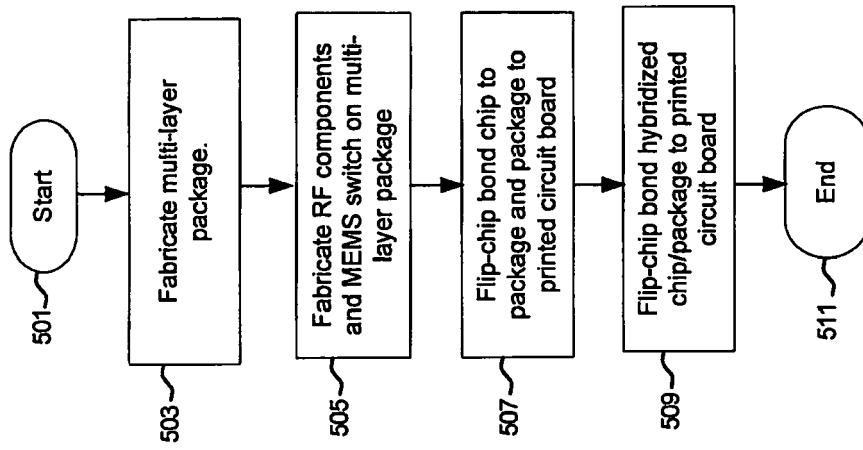 501
Start
503
Fabricate multi-layer
package.
505
Fabricate RF components
and MEMS switch on multi-
layer package
507
Flip-chip bond chip to
package and package to
printed circuit board
509
Flip-chip bond hybridized
chip/package to printed
circuit board
511
End